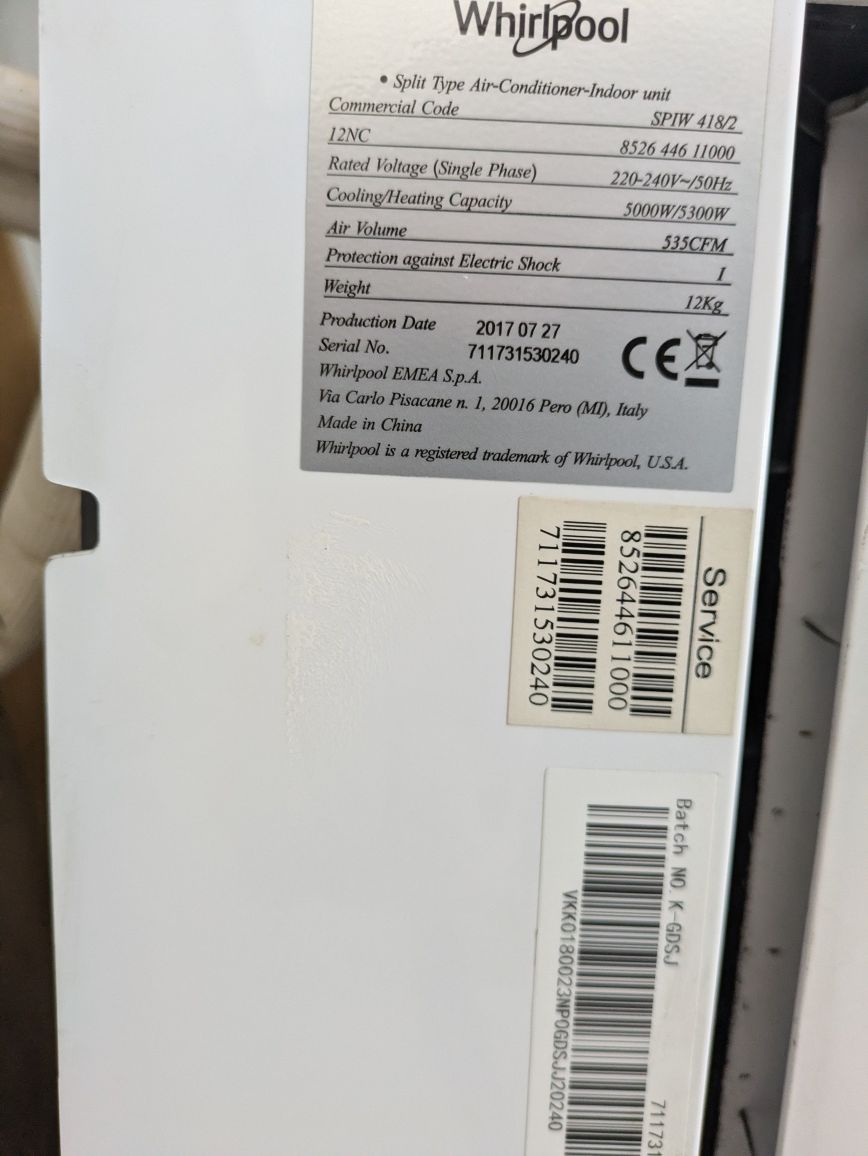 Whirlpool
• Split Type Air-Conditioner-Indoor unit
Commercial Code SPIW 418/2
12NC 8526 446 11000
Rated Voltage (Single Phase) 220-240V~/50Hz
Cooling/Heating Capacity 5000W/5300W
Air Volume 535CFM
Protection against Electric Shock I
Weight 12Kg
Production Date 2017 07 27
Serial No. 711731530240
CE
Whirlpool EMEA S.p.A.
Via Carlo Pisacane n. 1, 20016 Pero (MI), Italy
Made in China
Whirlpool is a registered trademark of Whirlpool, U.S.A.
Service
852644611000
711731530240
Batch NO. K-GDSJ
71173
VKK0180023NP0GDSJJ20240